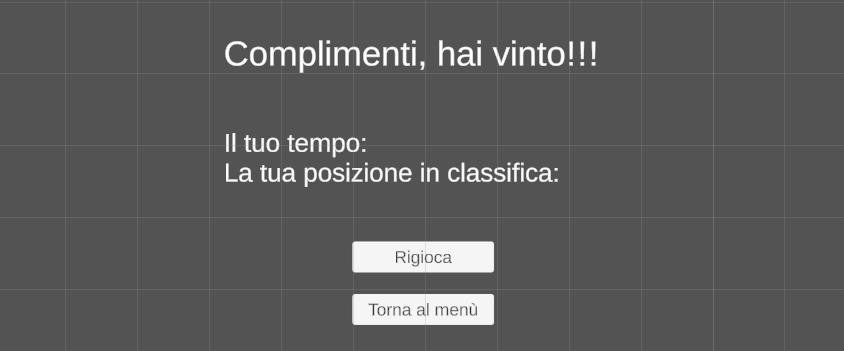 Complimenti, hai vinto!!!
Il tuo tempo:
La tua posizione in classifica:
Rigioca
Torna al menù